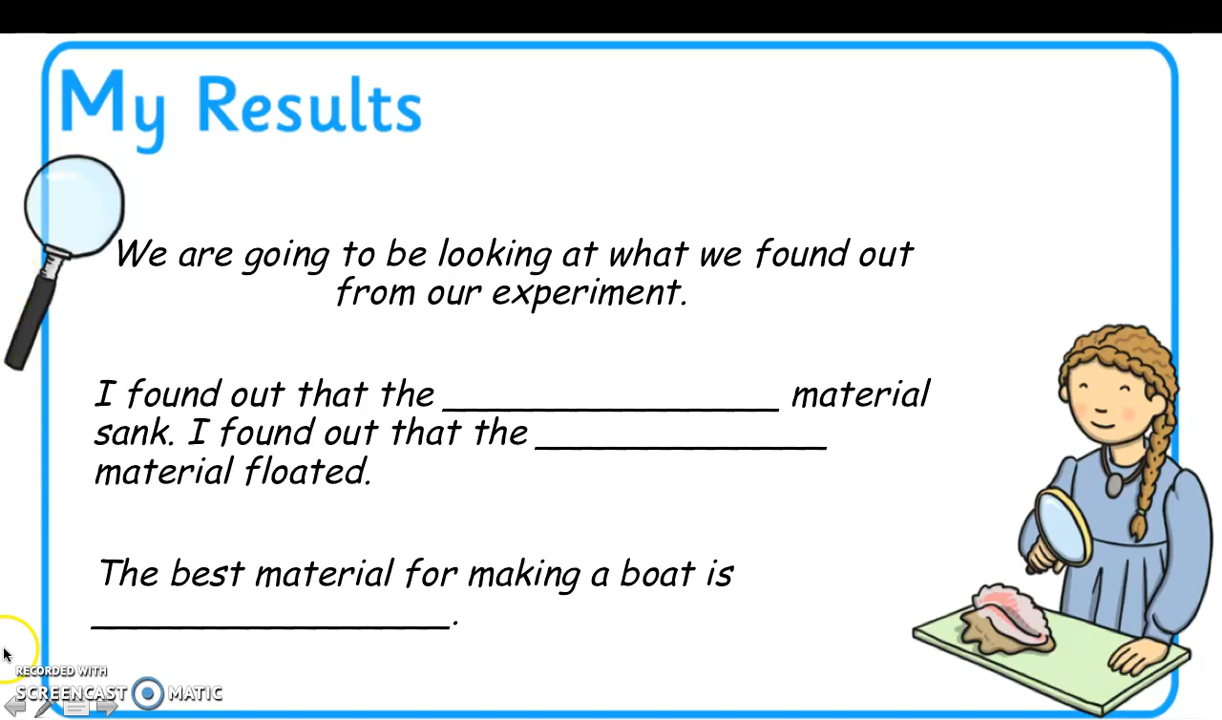 My Results
We are going to be looking at what we found out
from our experiment.
I found out that the _______________ material
sank. I found out that the _____________
material floated.
The best material for making a boat is
________________.
RECORDED WITH
SCREENCAST MATIC